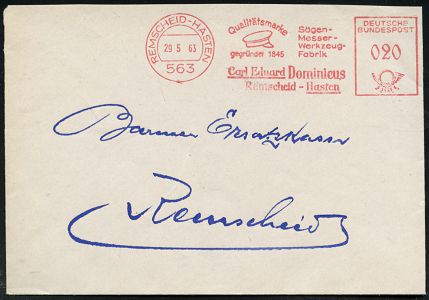 REMSCHEID-HASTEN
29.5.63
563
Qualitätsmarke
gegründet 1845
Sägen-
Messer-
Werkzeug-
Fabrik
Carl Eduard Dominicus
Remscheid - Hasten
DEUTSCHE
BUNDESPOST
020
Barmer Ersatzkasse
Remscheid